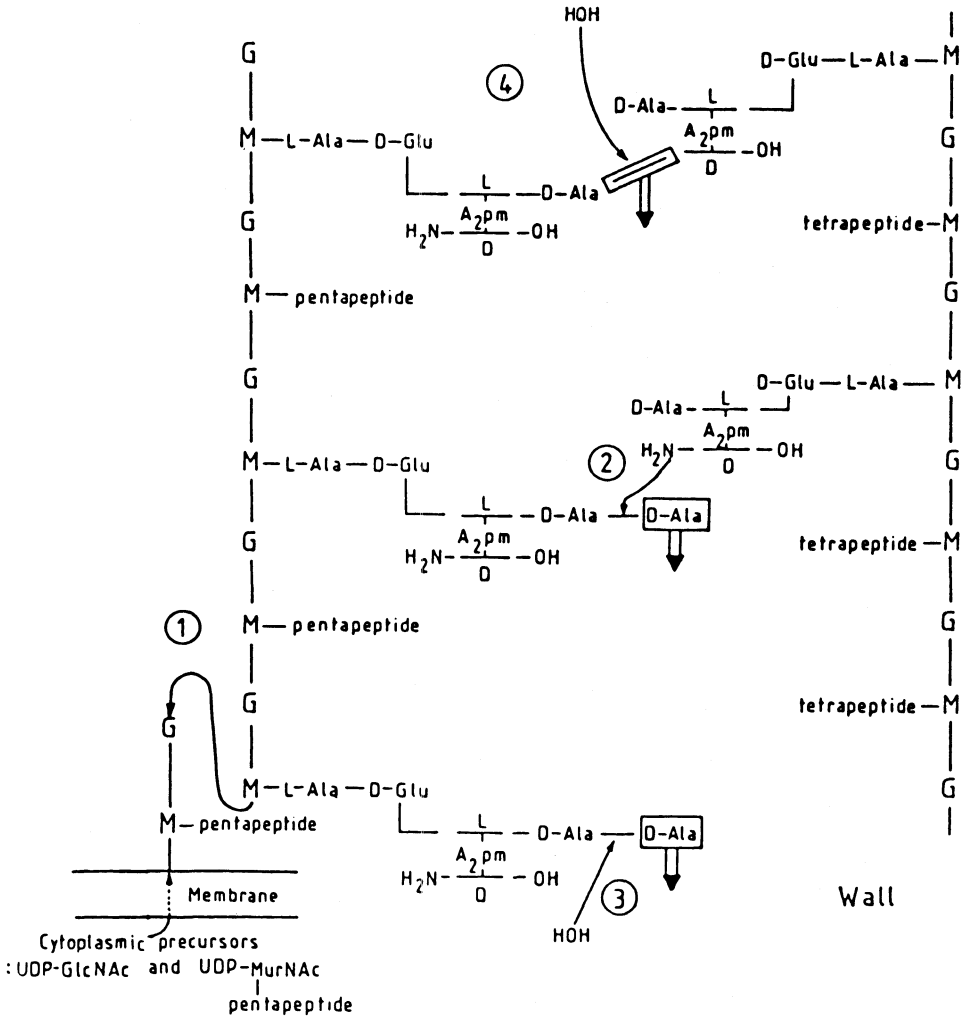 HOH
G
M
④
D-Glu — L-Ala — M
D-Ala — L
A2pm — OH
D
G
M — L-Ala — D-Glu
L — D-Ala
A2pm
H2N — OH
D
G
tetrapeptide — M
M — pentapeptide
G
G
D-Glu — L-Ala — M
D-Ala — L
A2pm
H2N — OH
D
②
M — L-Ala — D-Glu
G
L — D-Ala — D-Ala
A2pm
H2N — OH
D
G
tetrapeptide — M
①
M — pentapeptide
G
G
G
tetrapeptide — M
M — L-Ala — D-Glu
G
M — pentapeptide
L — D-Ala — D-Ala
A2pm
H2N — OH
D
③
HOH
Membrane
Wall
Cytoplasmic precursors
: UDP-GlcNAc and UDP-MurNAc
pentapeptide